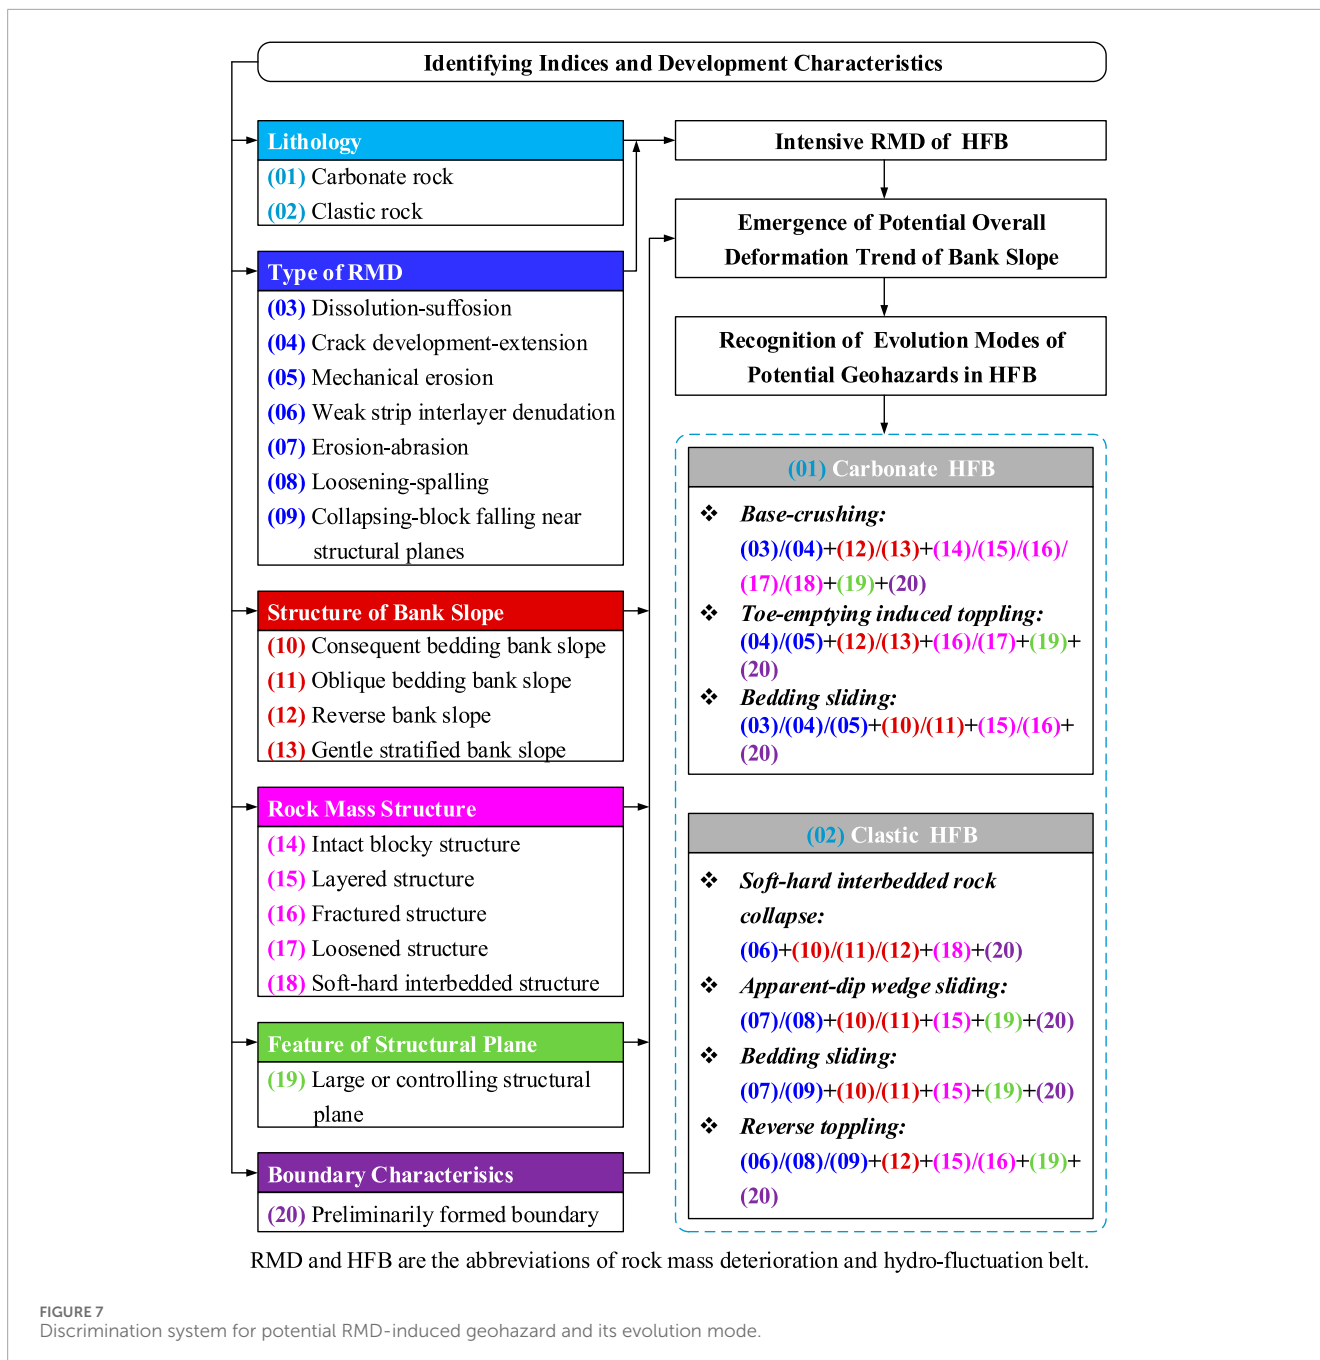 Identifying Indices and Development Characteristics
Lithology
(01) Carbonate rock
(02) Clastic rock
Type of RMD
(03) Dissolution-suffosion
(04) Crack development-extension
(05) Mechanical erosion
(06) Weak strip interlayer denudation
(07) Erosion-abrasion
(08) Loosening-spalling
(09) Collapsing-block falling near
structural planes
Structure of Bank Slope
(10) Consequent bedding bank slope
(11) Oblique bedding bank slope
(12) Reverse bank slope
(13) Gentle stratified bank slope
Rock Mass Structure
(14) Intact blocky structure
(15) Layered structure
(16) Fractured structure
(17) Loosened structure
(18) Soft-hard interbedded structure
Feature of Structural Plane
(19) Large or controlling structural
plane
Boundary Characterisics
(20) Preliminarily formed boundary
Intensive RMD of HFB
Emergence of Potential Overall
Deformation Trend of Bank Slope
Recognition of Evolution Modes of
Potential Geohazards in HFB
(01) Carbonate HFB
❖ Base-crushing:
(03)/(04)+(12)/(13)+(14)/(15)/(16)/
(17)/(18)+(19)+(20)
❖ Toe-emptying induced toppling:
(04)/(05)+(12)/(13)+(16)/(17)+(19)+
(20)
❖ Bedding sliding:
(03)/(04)/(05)+(10)/(11)+(15)/(16)+
(20)
(02) Clastic HFB
❖ Soft-hard interbedded rock
collapse:
(06)+(10)/(11)/(12)+(18)+(20)
❖ Apparent-dip wedge sliding:
(07)/(08)+(10)/(11)+(15)+(19)+(20)
❖ Bedding sliding:
(07)/(09)+(10)/(11)+(15)+(19)+(20)
❖ Reverse toppling:
(06)/(08)/(09)+(12)+(15)/(16)+(19)+
(20)
RMD and HFB are the abbreviations of rock mass deterioration and hydro-fluctuation belt.
FIGURE 7
Discrimination system for potential RMD-induced geohazard and its evolution mode.